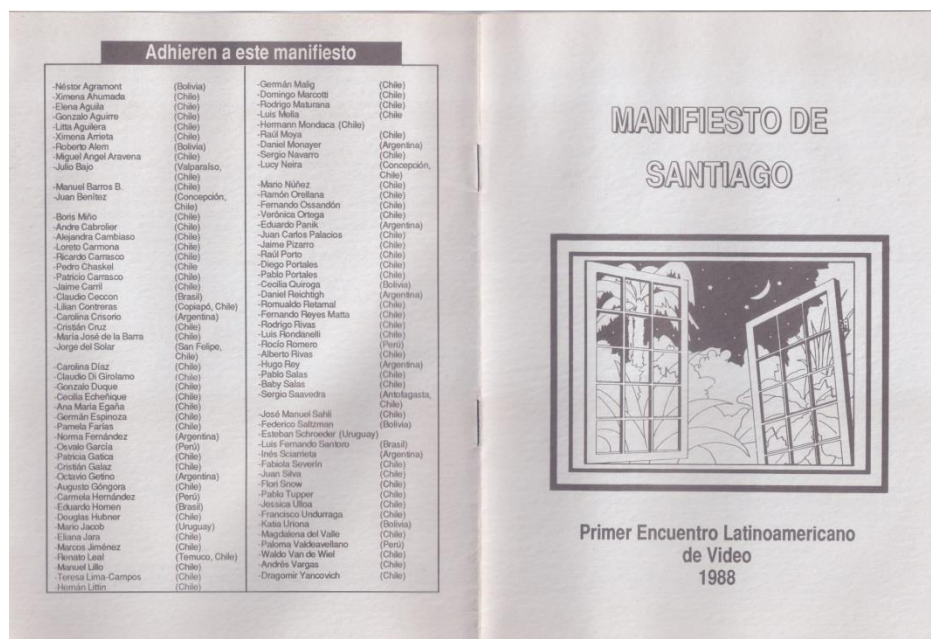 Adhieren a este manifiesto
-Néstor Agramont (Bolivia)
-Ximena Ahumada (Chile)
-Elena Aguila (Chile)
-Gonzalo Aguirre (Chile)
-Litta Aguilera (Chile)
-Ximena Arrieta (Chile)
-Roberto Alem (Bolivia)
-Miguel Angel Aravena (Chile)
-Julio Bajo (Valparaíso,
Chile)
-Manuel Barros B. (Chile)
-Juan Benítez (Concepción,
Chile)
-Boris Miño (Chile)
-Andre Cabrolier (Chile)
-Alejandra Cambiaso (Chile)
-Loreto Carmona (Chile)
-Ricardo Carrasco (Chile)
-Pedro Chaskel (Chile
-Patricio Carrasco (Chile)
-Jaime Carril (Chile)
-Claudio Ceccon (Brasil)
-Lilian Contreras (Copiapó, Chile)
-Carolina Crisorio (Argentina)
-Cristián Cruz (Chile)
-María José de la Barra (Chile)
-Jorge del Solar (San Felipe,
Chile)
-Carolina Díaz (Chile)
-Claudio Di Girolamo (Chile)
-Gonzalo Duque (Chile)
-Cecilia Echeñique (Chile)
-Ana María Egaña (Chile)
-Germán Espinoza (Chile)
-Pamela Farías (Chile)
-Norma Fernández (Argentina)
-Osvaldo García (Perú)
-Patricia Gatica (Chile)
-Cristián Galaz (Chile)
-Octavio Getino (Argentina)
-Augusto Góngora (Chile)
-Carmela Hernández (Perú)
-Eduardo Homen (Brasil)
-Douglas Hubner (Chile)
-Mario Jacob (Uruguay)
-Eliana Jara (Chile)
-Marcos Jiménez (Chile)
-Renato Leal (Temuco, Chile)
-Manuel Lillo (Chile)
-Teresa Lima-Campos (Chile)
-Hernán Littin (Chile)
-Germán Malig (Chile)
-Domingo Marcotti (Chile)
-Rodrigo Maturana (Chile)
-Luis Melia (Chile
-Hermann Mondaca (Chile)
-Raúl Moya (Chile)
-Daniel Monayer (Argentina)
-Sergio Navarro (Chile)
-Lucy Neira (Concepción,
Chile)
-Mario Núñez (Chile)
-Ramón Orellana (Chile)
-Fernando Ossandón (Chile)
-Verónica Ortega (Chile)
-Eduardo Panik (Argentina)
-Juan Carlos Palacios (Chile)
-Jaime Pizarro (Chile)
-Raúl Porto (Chile)
-Diego Portales (Chile)
-Pablo Portales (Chile)
-Cecilia Quiroga (Bolivia)
-Daniel Reichtigh (Argentina)
-Romualdo Retamal (Chile)
-Fernando Reyes Matta (Chile)
-Rodrigo Rivas (Chile)
-Luis Rondanelli (Chile)
-Rocío Romero (Perú)
-Alberto Rivas (Chile)
-Hugo Rey (Argentina)
-Pablo Salas (Chile)
-Baby Salas (Chile)
-Sergio Saavedra (Antofagasta,
Chile)
-José Manuel Sahli (Chile)
-Federico Saltzman (Bolivia)
-Esteban Schroeder (Uruguay)
-Luis Fernando Santoro (Brasil)
-Inés Sciarrieta (Argentina)
-Fabiola Severín (Chile)
-Juan Silva (Chile)
-Flori Snow (Chile)
-Pablo Tupper (Chile)
-Jessica Ulloa (Chile)
-Francisco Undurraga (Chile)
-Katia Uriona (Bolivia)
-Magdalena del Valle (Chile)
-Paloma Valdeavellano (Perú)
-Waldo Van de Wiel (Chile)
-Andrés Vargas (Chile)
-Dragomir Yancovich (Chile)
MANIFIESTO DE
SANTIAGO
Primer Encuentro Latinoamericano
de Video
1988